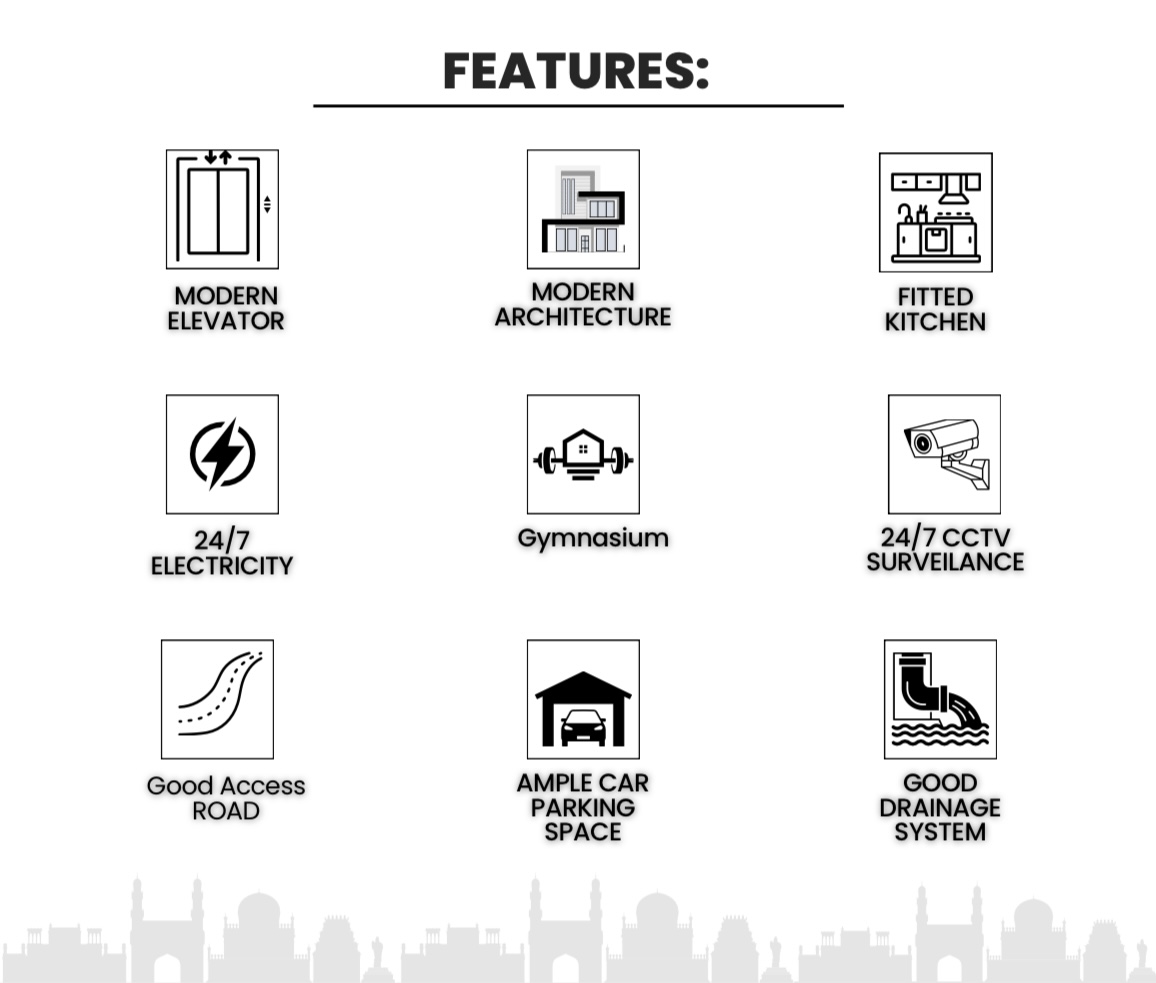 FEATURES:
MODERN
ELEVATOR
MODERN
ARCHITECTURE
FITTED
KITCHEN
24/7
ELECTRICITY
Gymnasium
24/7 CCTV
SURVEILANCE
Good Access
ROAD
AMPLE CAR
PARKING
SPACE
GOOD
DRAINAGE
SYSTEM